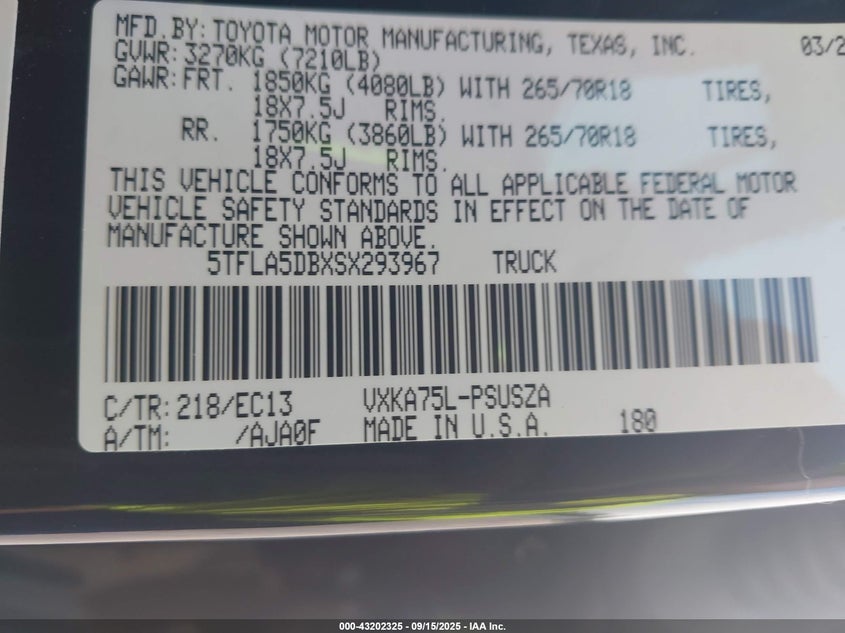 MFD.BY: TOYOTA MOTOR MANUFACTURING, TEXAS, INC. 03/2
GVWR: 3270KG (7210LB)
GAWR: FRT. 1850KG (4080LB) WITH 265/70R18 TIRES,
18X7.5J RIMS.
RR. 1750KG (3860LB) WITH 265/70R18 TIRES,
18X7.5J RIMS.
THIS VEHICLE CONFORMS TO ALL APPLICABLE FEDERAL MOTOR
VEHICLE SAFETY STANDARDS IN EFFECT ON THE DATE OF
MANUFACTURE SHOWN ABOVE.
5TFLA5DBXSX293967 TRUCK
C/TR: 218/EC13 VXKA75L-PSUSZA
A/TM: /AJA0F MADE IN U.S.A. 180
000-43202325 - 09/15/2025 - IAA Inc.